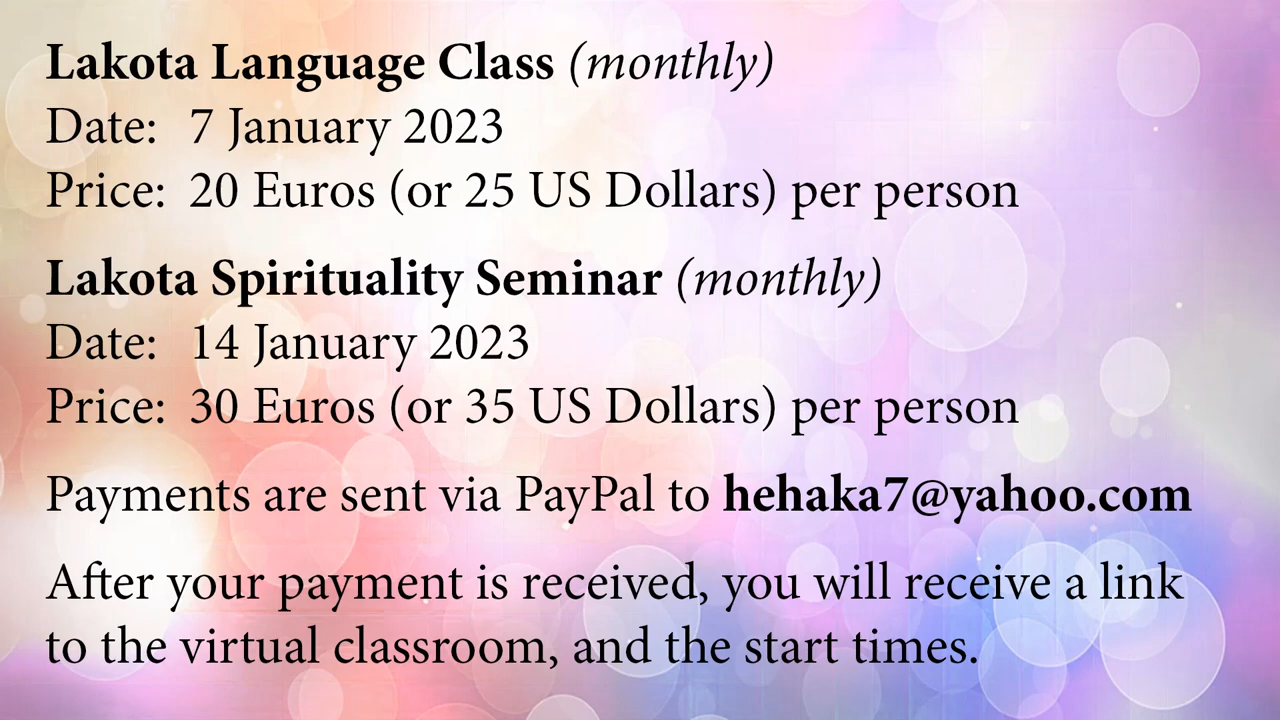 Lakota Language Class (monthly)
Date: 7 January 2023
Price: 20 Euros (or 25 US Dollars) per person
Lakota Spirituality Seminar (monthly)
Date: 14 January 2023
Price: 30 Euros (or 35 US Dollars) per person
Payments are sent via PayPal to hehaka7@yahoo.com
After your payment is received, you will receive a link
to the virtual classroom, and the start times.